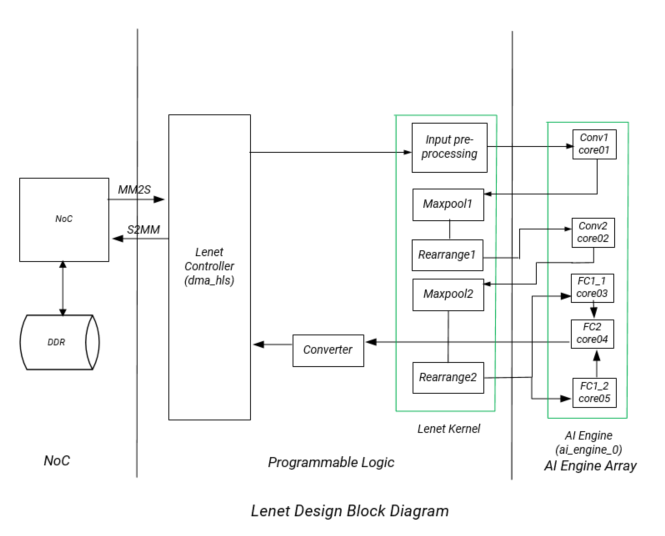 MM2S
NoC
S2MM
DDR
NoC
Lenet
Controller
(dma_hls)
Converter
Input pre-
processing
Maxpool1
Rearrange1
Maxpool2
Rearrange2
Lenet Kernel
Programmable Logic
Conv1
core01
Conv2
core02
FC1_1
core03
FC2
core04
FC1_2
core05
AI Engine
(ai_engine_0)
AI Engine Array
Lenet Design Block Diagram